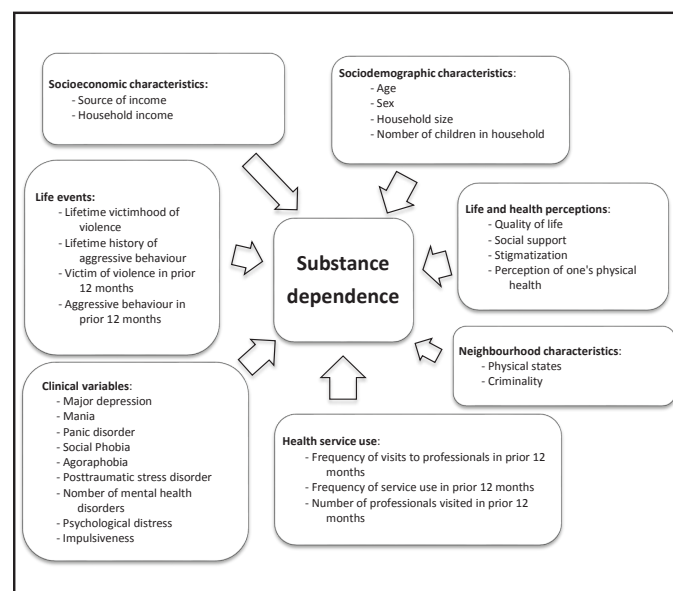 Socioeconomic characteristics:
- Source of income
- Household income
Sociodemographic characteristics:
- Age
- Sex
- Household size
- Number of children in household
Life events:
- Lifetime victimhood of
violence
- Lifetime history of
aggressive behaviour
- Victim of violence in prior
12 months
- Aggressive behaviour in
prior 12 months
Substance
dependence
Life and health perceptions:
- Quality of life
- Social support
- Stigmatization
- Perception of one's physical
health
Neighbourhood characteristics:
- Physical states
- Criminality
Clinical variables:
- Major depression
- Mania
- Panic disorder
- Social Phobia
- Agoraphobia
- Posttraumatic stress disorder
- Number of mental health
disorders
- Psychological distress
- Impulsiveness
Health service use:
- Frequency of visits to professionals in prior 12
months
- Frequency of service use in prior 12 months
- Number of professionals visited in prior 12
months